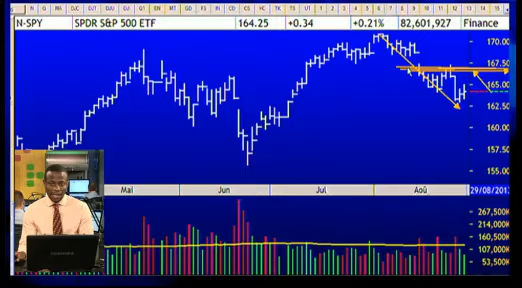 N-SPY SPDR S&P 500 ETF 164.25 +0.34 +0.21% 82,601,927 Finance
170.00
167.50
165.00
162.50
160.00
157.50
155.00
Mai Jun Jul Aoû 29/08/2013
267,500K
214,000K
160,500K
107,000K
53,500K